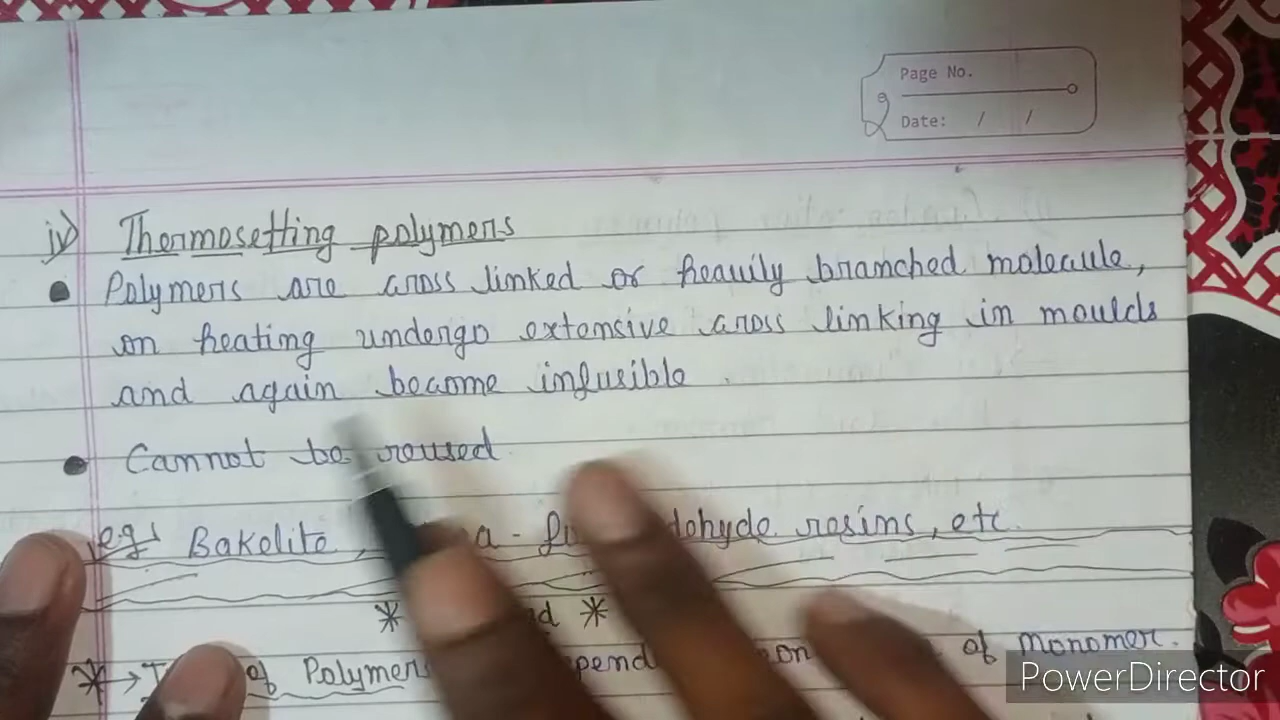 Page No.
Date: / /
iv) Thermosetting polymers
• Polymers are cross linked or heavily branched molecule,
on heating undergo extensive cross linking in moulds
and again become infusible.
• Cannot be reused
e.g. Bakelite, resins, etc.
* *
* → of Polymers on of monomer.
PowerDirector